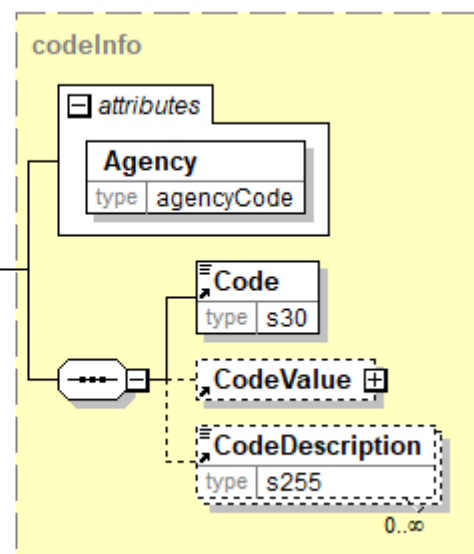 codeInfo
attributes
Agency
type agencyCode
Code
type s30
CodeValue
CodeDescription
type s255
0..∞